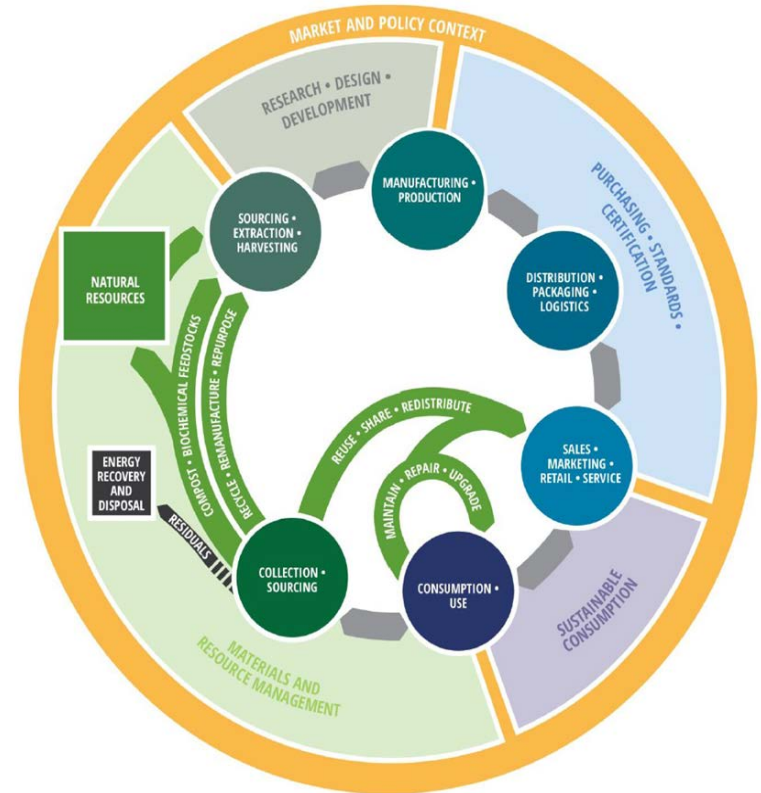 MARKET AND POLICY CONTEXT
RESEARCH • DESIGN •
DEVELOPMENT
PURCHASING • STANDARDS •
CERTIFICATION
MANUFACTURING •
PRODUCTION
SOURCING •
EXTRACTION •
HARVESTING
NATURAL
RESOURCES
DISTRIBUTION •
PACKAGING •
LOGISTICS
COMPOST • BIOCHEMICAL FEEDSTOCKS
RECYCLE • REMANUFACTURE • REPURPOSE
REUSE • SHARE • REDISTRIBUTE
MAINTAIN • REPAIR • UPGRADE
SALES •
MARKETING •
RETAIL • SERVICE
ENERGY
RECOVERY
AND
DISPOSAL
RESIDUALS
COLLECTION •
SOURCING
CONSUMPTION •
USE
SUSTAINABLE
CONSUMPTION
MATERIALS AND
RESOURCE MANAGEMENT